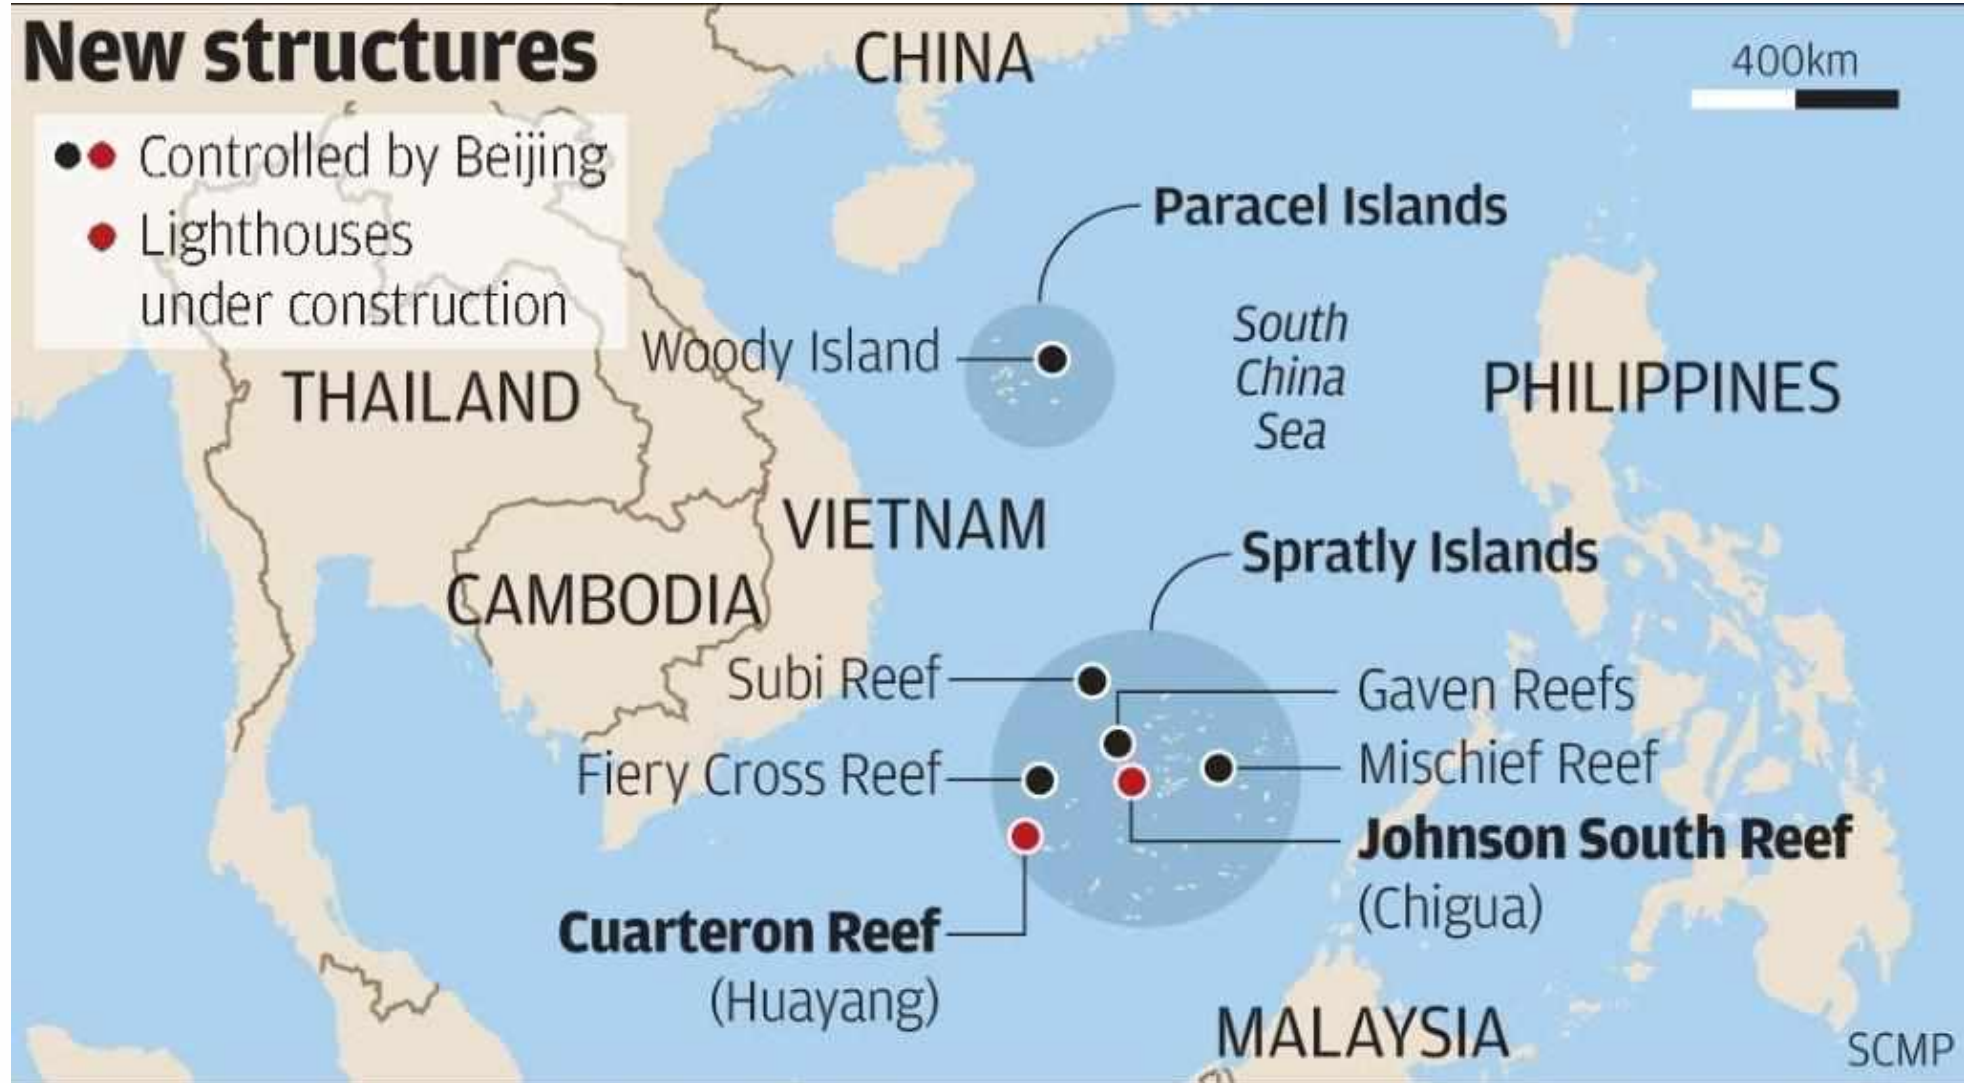 New structures
Controlled by Beijing
Lighthouses
under construction
CHINA
400km
Paracel Islands
Woody Island
South
China
Sea
THAILAND
PHILIPPINES
VIETNAM
Spratly Islands
CAMBODIA
Subi Reef
Gaven Reefs
Fiery Cross Reef
Mischief Reef
Johnson South Reef
(Chigua)
Cuarteron Reef
(Huayang)
MALAYSIA
SCMP